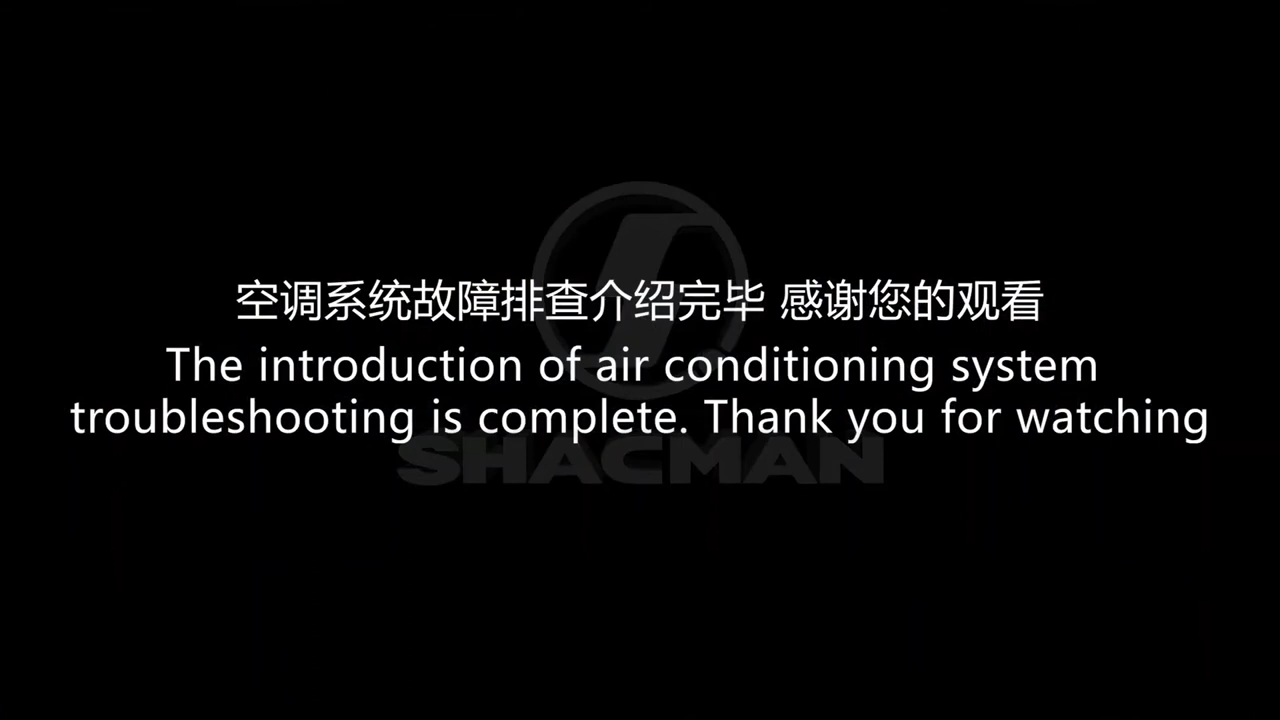 空调系统故障排查介绍完毕 感谢您的观看
The introduction of air conditioning system
troubleshooting is complete. Thank you for watching
SHACMAN